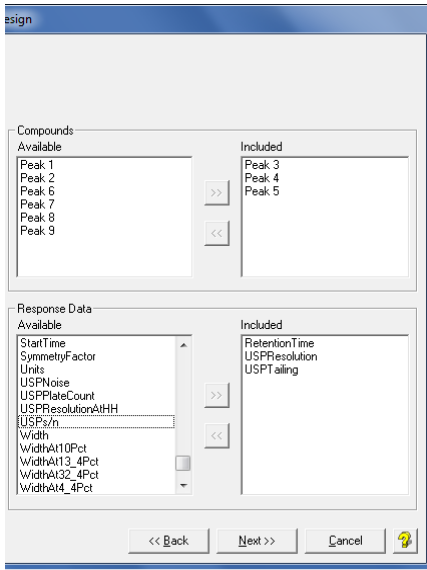 esign
Compounds
Available
Included
Peak 1
Peak 2
Peak 6
Peak 7
Peak 8
Peak 9
>>
<<
Peak 3
Peak 4
Peak 5
Response Data
Available
Included
StartTime
SymmetryFactor
Units
USPNoise
USPPlateCount
USPResolutionAtHH
USPs/n
Width
WidthAt10Pct
WidthAt13_4Pct
WidthAt32_4Pct
WidthAt4_4Pct
>>
<<
RetentionTime
USPResolution
USPTailing
<< Back Next >> Cancel ?